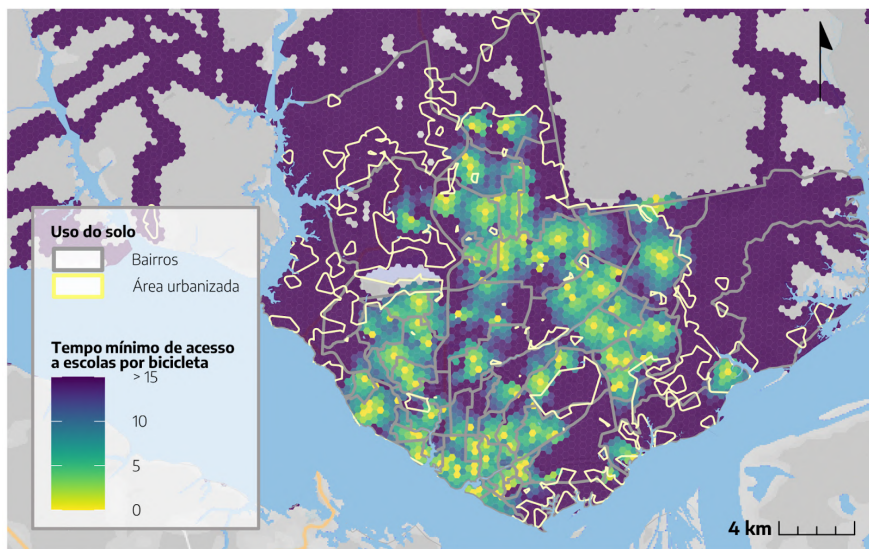 Uso do solo
Bairros
Área urbanizada
Tempo mínimo de acesso
a escolas por bicicleta
> 15
10
5
0
4 km